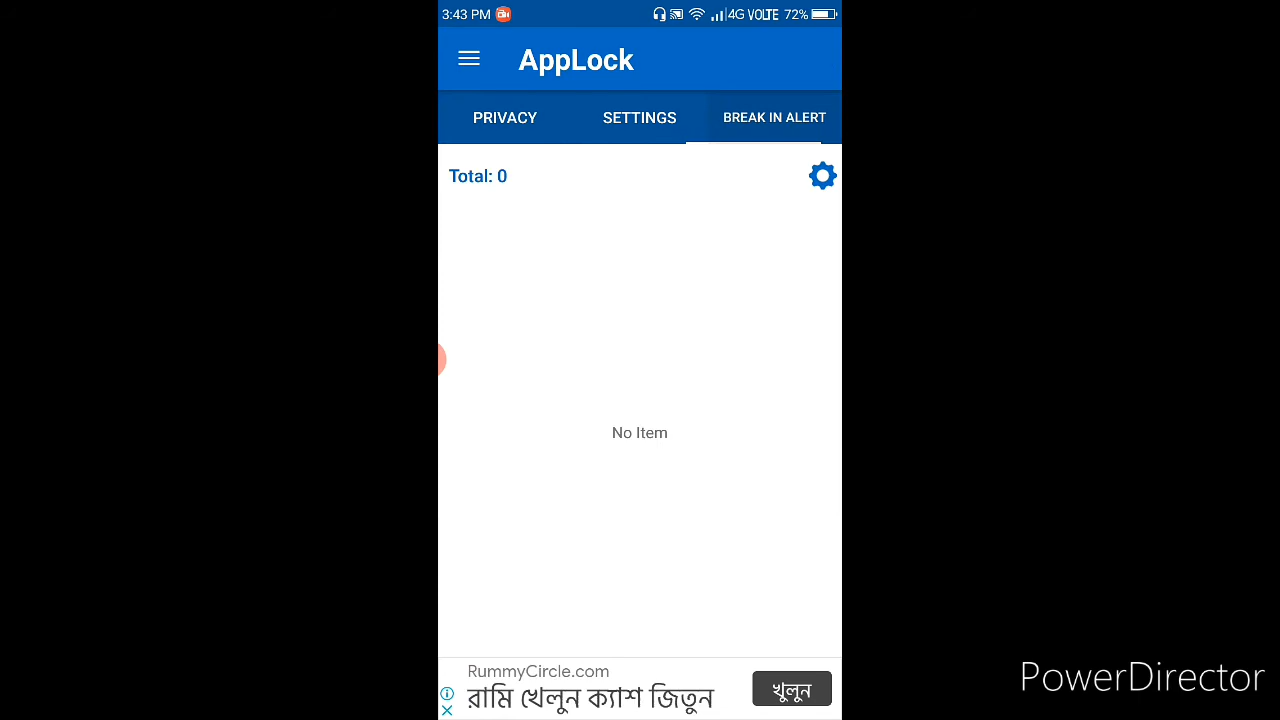 3:43 PM 4G VOLTE 72%
AppLock
PRIVACY SETTINGS BREAK IN ALERT
Total: 0
No Item
RummyCircle.com
রামি খেলুন ক্যাশ জিতুন খুলুন
PowerDirector